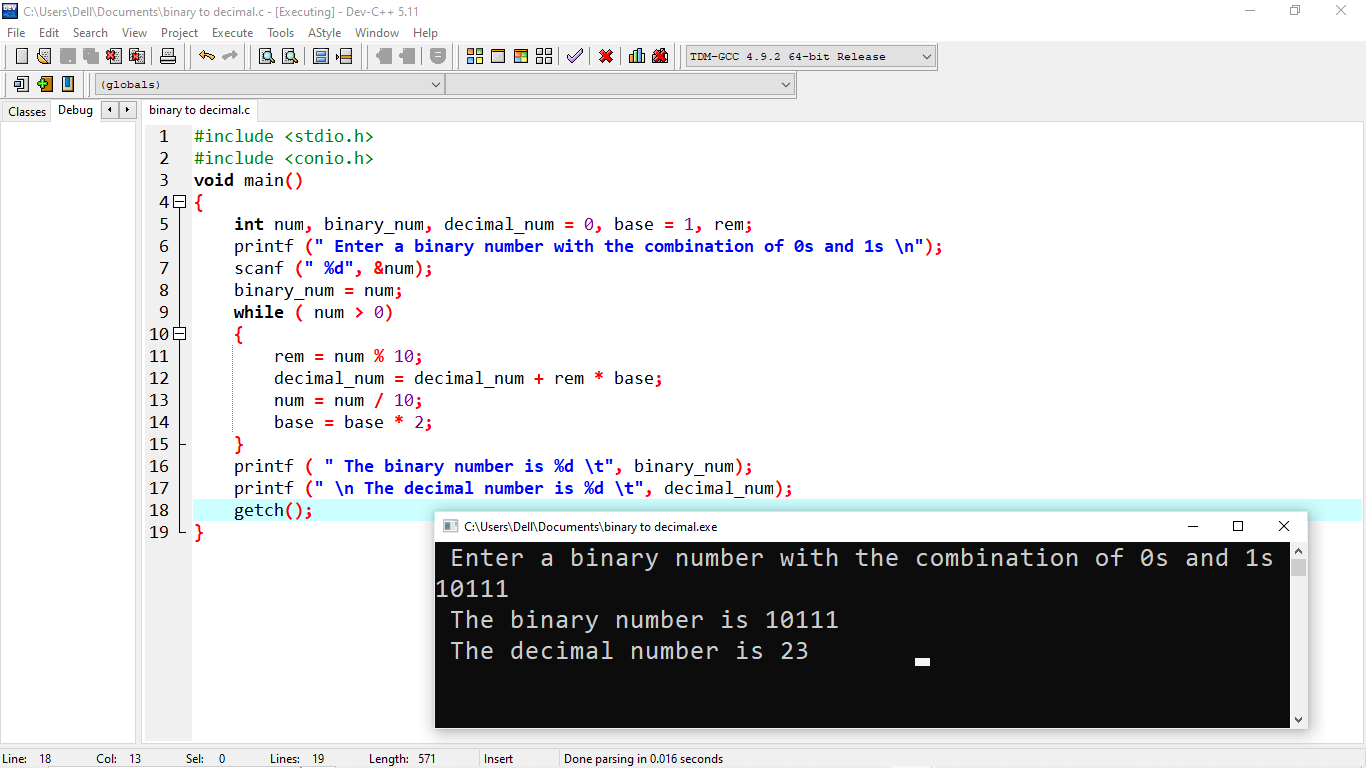 C:\Users\Dell\Documents\binary to decimal.c - [Executing] - Dev-C++ 5.11
File Edit Search View Project Execute Tools AStyle Window Help
TDM-GCC 4.9.2 64-bit Release
(globals)
Classes Debug binary to decimal.c
1 #include <stdio.h>
2 #include <conio.h>
3 void main()
4 {
5 int num, binary_num, decimal_num = 0, base = 1, rem;
6 printf (" Enter a binary number with the combination of 0s and 1s \n");
7 scanf (" %d", &num);
8 binary_num = num;
9 while ( num > 0)
10 {
11 rem = num % 10;
12 decimal_num = decimal_num + rem * base;
13 num = num / 10;
14 base = base * 2;
15 }
16 printf ( " The binary number is %d \t", binary_num);
17 printf (" \n The decimal number is %d \t", decimal_num);
18 getch();
19 }
C:\Users\Dell\Documents\binary to decimal.exe
Enter a binary number with the combination of 0s and 1s
10111
The binary number is 10111
The decimal number is 23
Line: 18 Col: 13 Sel: 0 Lines: 19 Length: 571 Insert Done parsing in 0.016 seconds